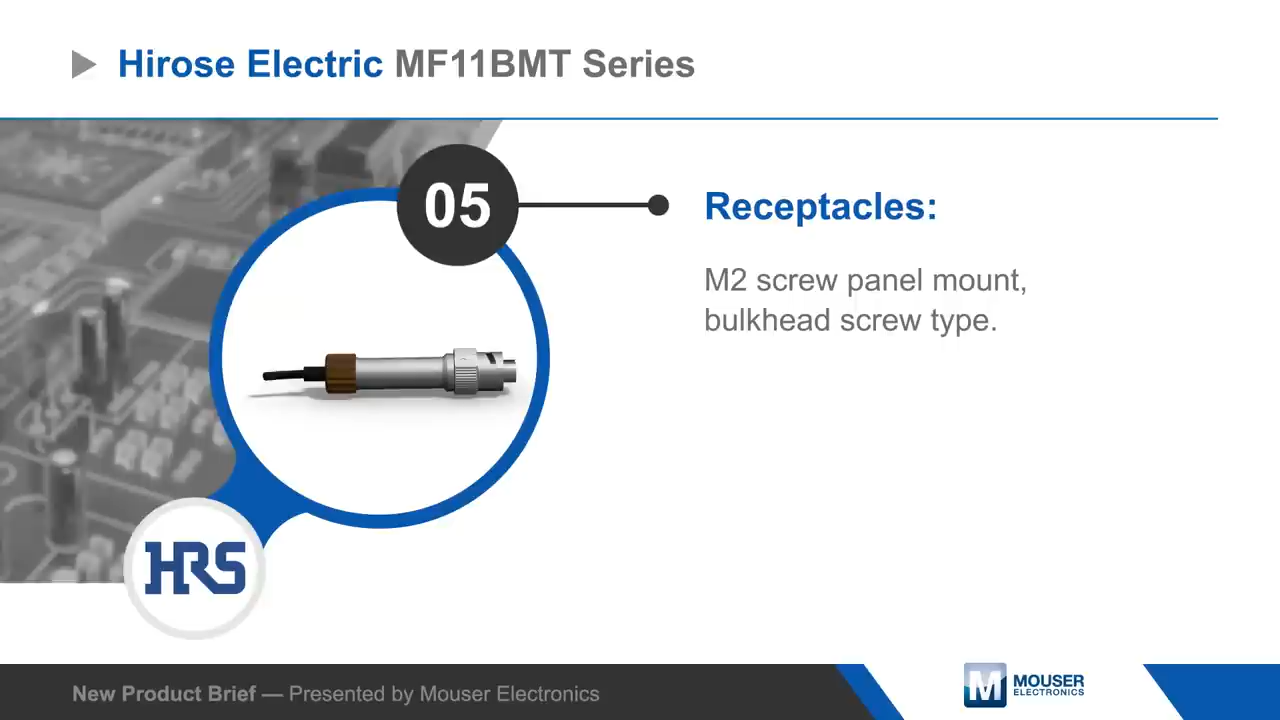 Hirose Electric MF11BMT Series
05
Receptacles:
M2 screw panel mount,
bulkhead screw type.
HRS
New Product Brief — Presented by Mouser Electronics
M
MOUSER
ELECTRONICS